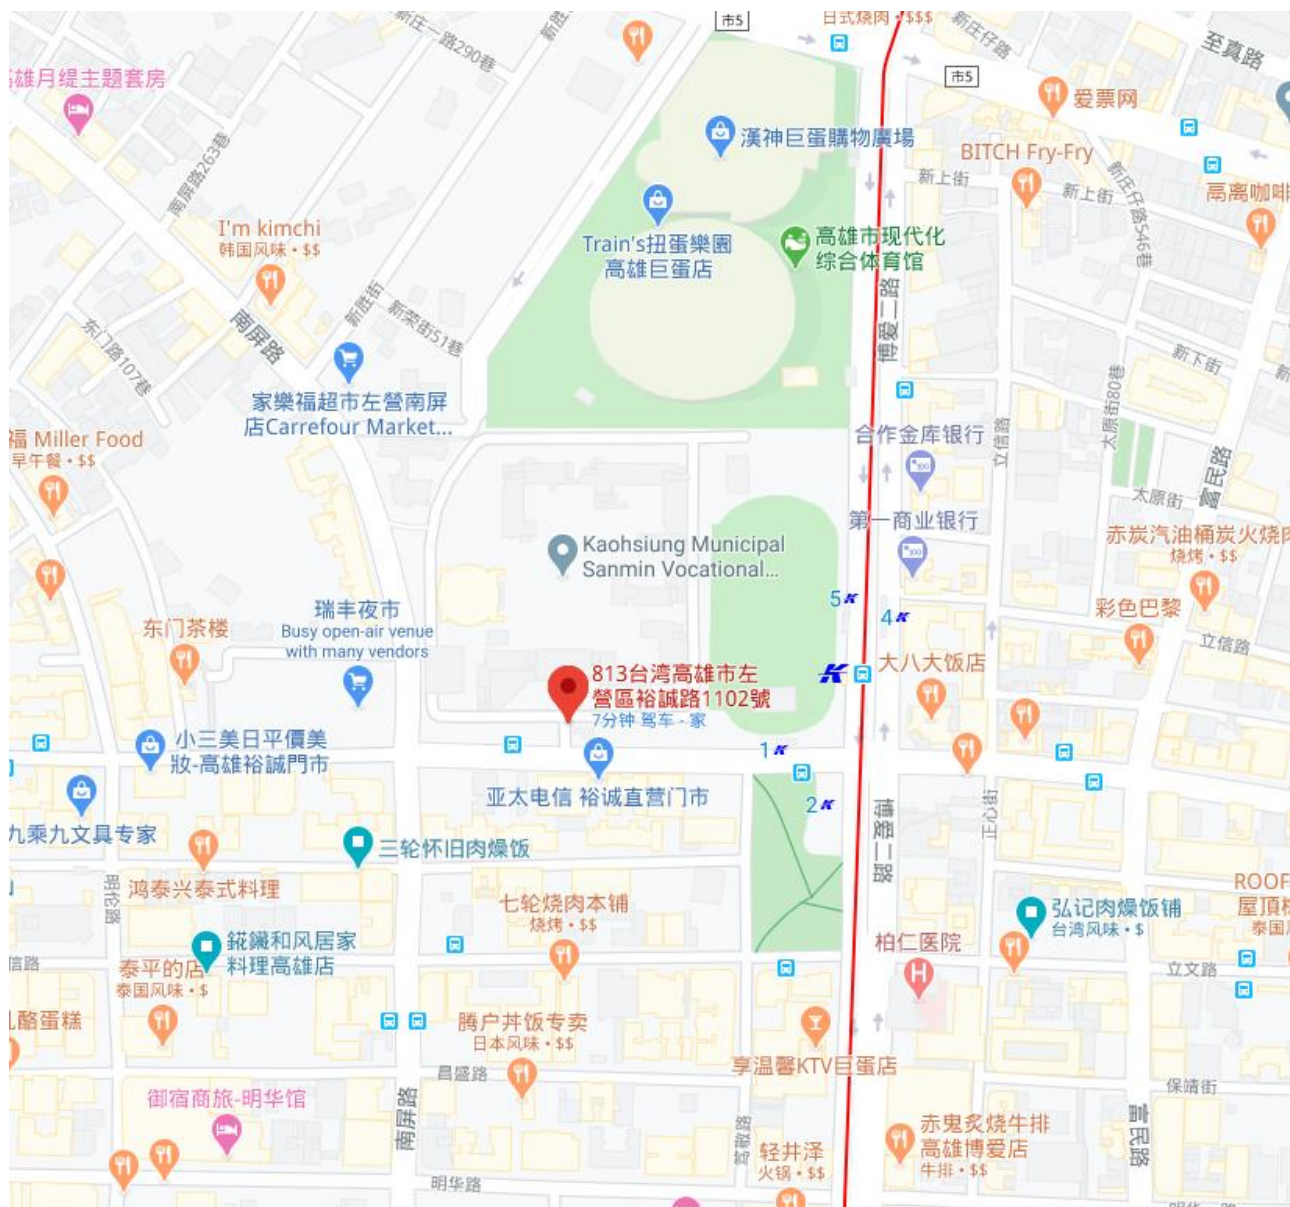 市5
日式烧肉・$$$
新庄仔路
至真路
新庄一路290巷
市5
爱票网
高雄月缇主題套房
漢神巨蛋購物廣場
BITCH Fry-Fry
新上街
新上街
南屏路263巷
新庄仔路546巷
鬲离咖啡
I'm kimchi
韩国风味・$$
Train's扭蛋樂園
高雄巨蛋店
高雄市现代化
综合体育馆
南屏路
新胜街
新荣街51巷
博爱二路
东门路107巷
新下街
家樂福超市左營南屏
店Carrefour Market...
太原街80巷
立信路
合作金库银行
富民路
福 Miller Food
早午餐・$$
太原街
第一商业银行
赤炭汽油桶炭火烧肉
烧烤・$$
Kaohsiung Municipal
Sanmin Vocational...
5
4
瑞丰夜市
Busy open-air venue
with many vendors
东门茶楼
彩色巴黎
立信路
813台湾高雄市左
營區裕誠路1102號
7分钟 驾车 - 家
大八大饭店
小三美日平價美
妝-高雄裕誠門市
1
亚太电信 裕诚直营门市
2
正心街
九乘九文具专家
三轮怀旧肉燥饭
博爱二路
鸿泰兴泰式料理
明伦路
七轮烧肉本铺
烧烤・$$
弘记肉燥饭铺
台湾风味・$
ROOF
柏仁医院
H
和风居家
料理高雄店
信路
泰平的店
泰国风味・$
立文路
乳酪蛋糕
腾户丼饭专卖
日本风味・$$
享温馨KTV巨蛋店
昌盛路
保靖街
御宿商旅-明华馆
南屏路
笃敬路
富民路
赤鬼炙烧牛排
高雄博爱店
牛排・$$
轻井泽
火锅・$$
明华路
明华一路